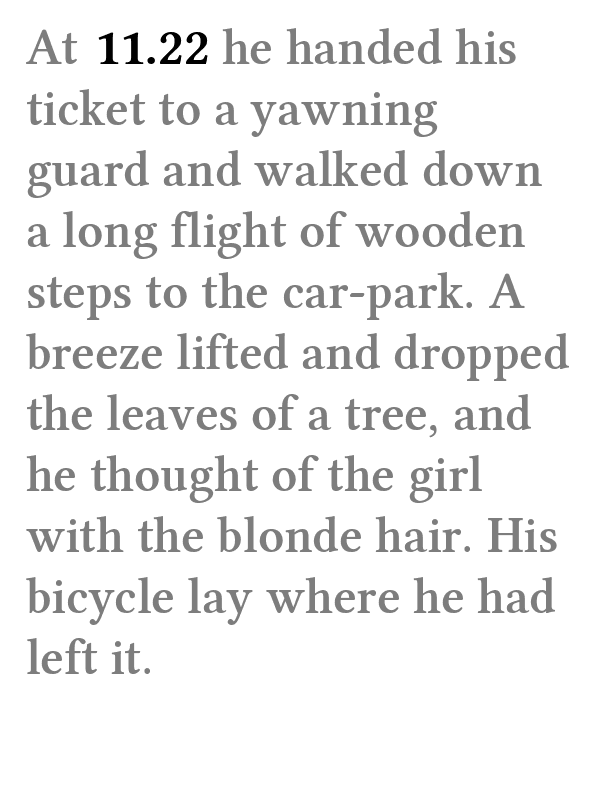 At 11.22 he handed his
ticket to a yawning
guard and walked down
a long flight of wooden
steps to the car-park. A
breeze lifted and dropped
the leaves of a tree, and
he thought of the girl
with the blonde hair. His
bicycle lay where he had
left it.